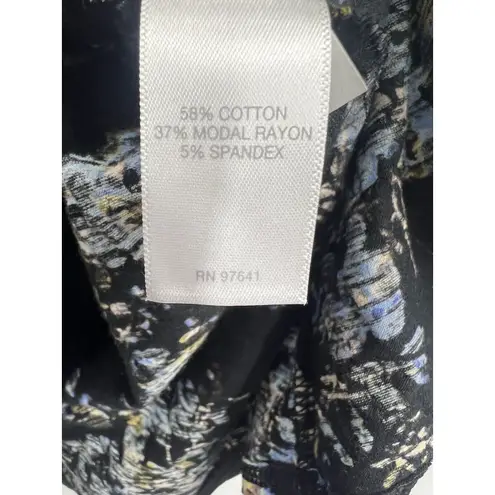 58% COTTON
37% MODAL RAYON
5% SPANDEX
RN 97641